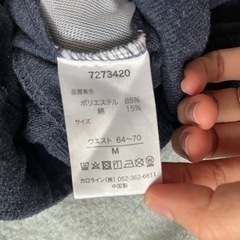 7273420
品質表示
ポリエステル 85%
綿 15%
サイズ
ウエスト 64~70
M
カロライン(株) 052-362-6611
中国製